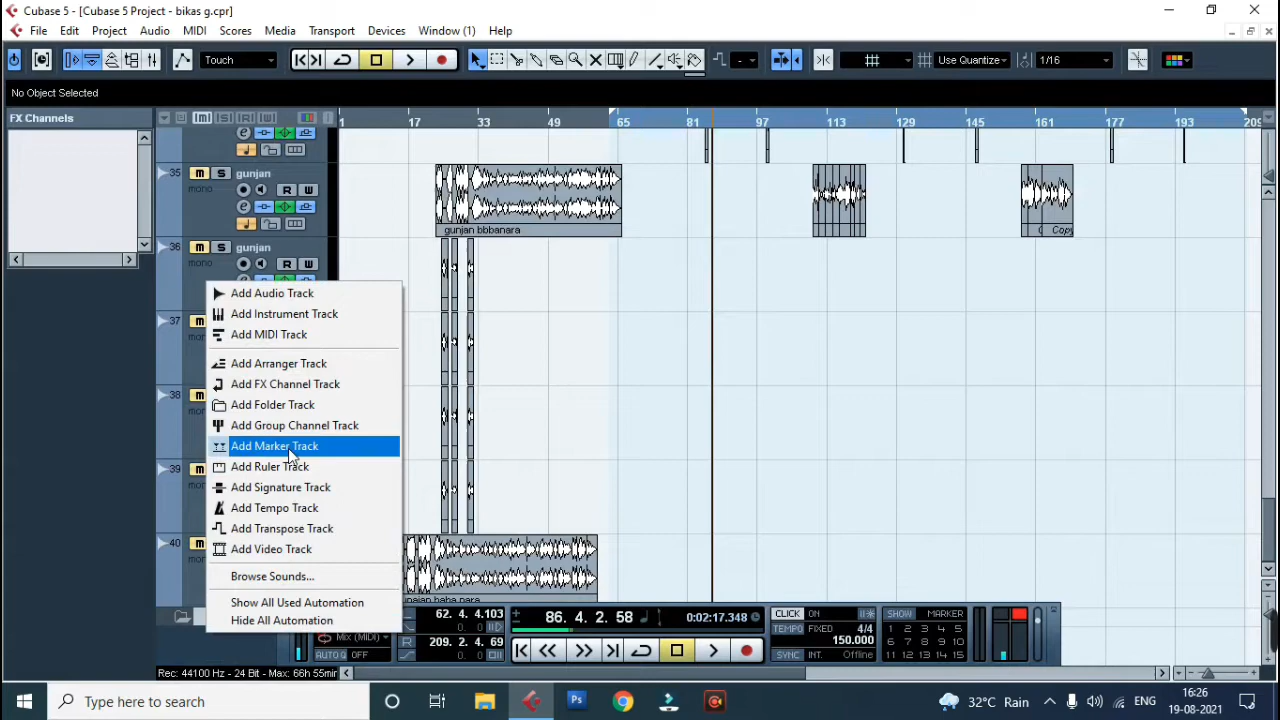 Cubase 5 - [Cubase 5 Project - bikas g.cpr]
File Edit Project Audio MIDI Scores Media Transport Devices Window (1) Help
Touch
Use Quantize
1/16
No Object Selected
FX Channels
1 17 33 49 65 81 97 113 129 145 161 177 193 209
35 M S gunjan
mono R W
gunjan bbbanara
Copy
36 M S gunjan
mono R W
37 M
38 M
39 M
40 M
Add Audio Track
Add Instrument Track
Add MIDI Track
Add Arranger Track
Add FX Channel Track
Add Folder Track
Add Group Channel Track
Add Marker Track
Add Ruler Track
Add Signature Track
Add Tempo Track
Add Transpose Track
Add Video Track
Browse Sounds...
Show All Used Automation
Hide All Automation
Mix (MIDI)
AUTO Q OFF
62. 4. 4.103
209. 2. 4. 69
86. 4. 2. 58
0:02:17.348
CLICK ON
TEMPO FIXED 4/4
150.000
SYNC INT. Offline
SHOW MARKER
1 2 3 4 5
6 7 8 9 10
11 12 13 14 15
Rec: 44100 Hz - 24 Bit - Max: 66h 55min
Type here to search
32°C Rain
ENG
16:26
19-08-2021